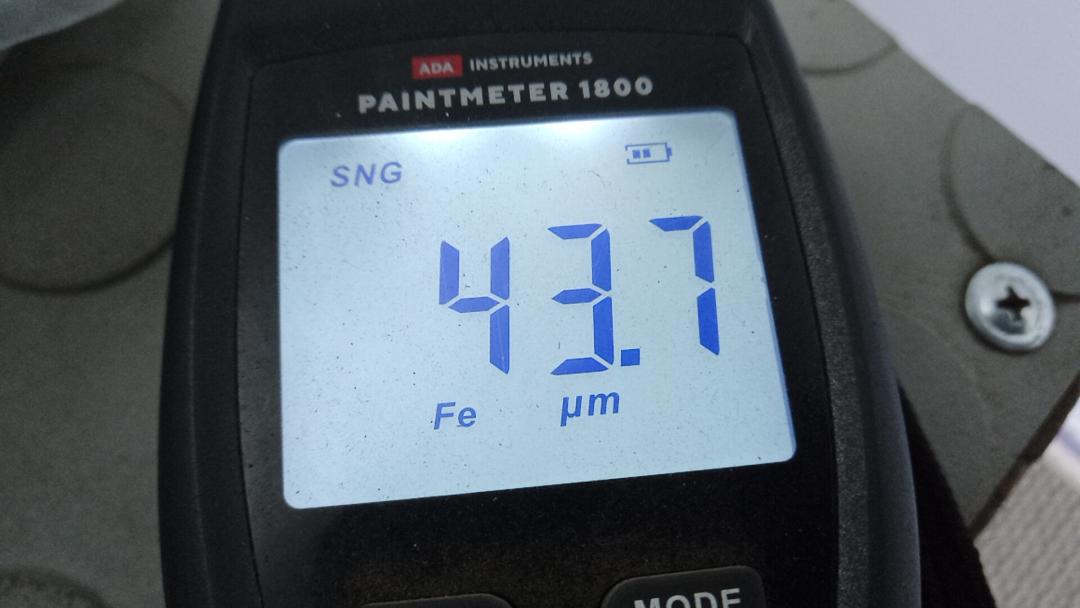 ADA INSTRUMENTS
PAINTMETER 1800
SNG
43.7
Fe µm
MODE